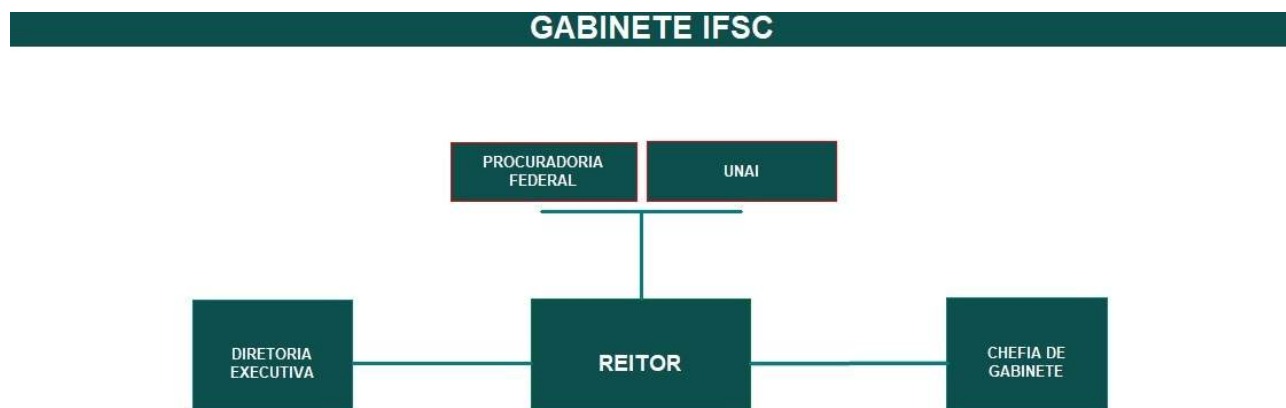 GABINETE IFSC
PROCURADORIA
FEDERAL
UNAI
DIRETORIA
EXECUTIVA
REITOR
CHEFIA DE
GABINETE